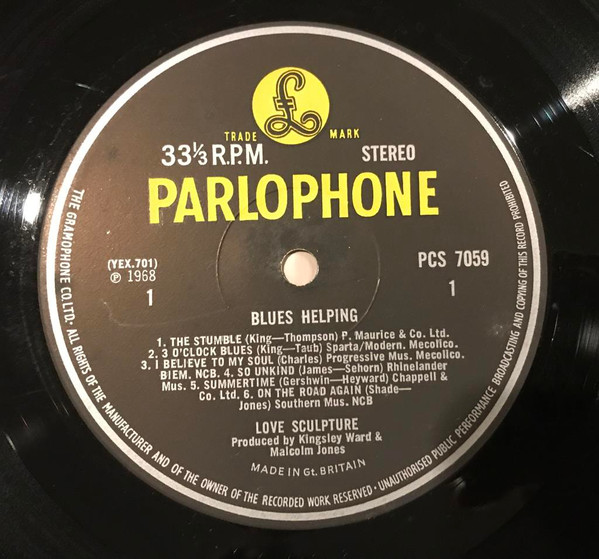 £
TRADE MARK
33⅓ R.P.M. STEREO
PARLOPHONE
(YEX.701) PCS 7059
℗ 1968
1 1
BLUES HELPING
1. THE STUMBLE (King—Thompson) P. Maurice & Co. Ltd.
2. 3 O'CLOCK BLUES (King—Taub) Sparta/Modern. Mecolico.
3. I BELIEVE TO MY SOUL (Charles) Progressive Mus. Mecolico.
BIEM. NCB. 4. SO UNKIND (James—Sehorn) Rhinelander
Mus. 5. SUMMERTIME (Gershwin—Heyward) Chappell &
Co. Ltd. 6. ON THE ROAD AGAIN (Shade—
Jones) Southern Mus. NCB
LOVE SCULPTURE
Produced by Kingsley Ward &
Malcolm Jones
MADE IN Gt. BRITAIN
THE GRAMOPHONE CO. LTD. ALL RIGHTS OF THE MANUFACTURER AND OF THE OWNER OF THE RECORDED WORK RESERVED · UNAUTHORISED PUBLIC PERFORMANCE BROADCASTING AND COPYING OF THIS RECORD PROHIBITED